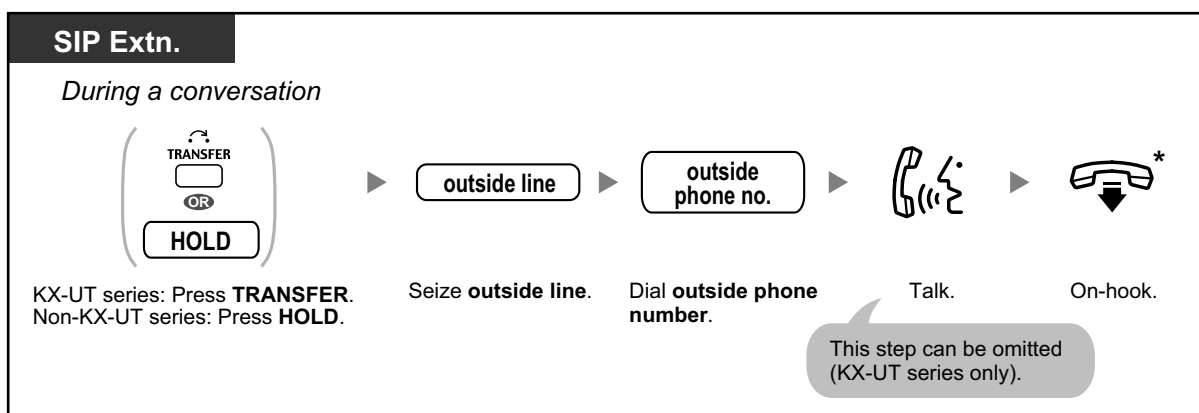 SIP Extn.
During a conversation
TRANSFER
OR
HOLD
outside line
outside
phone no.
*
KX-UT series: Press TRANSFER.
Non-KX-UT series: Press HOLD.
Seize outside line.
Dial outside phone
number.
Talk.
On-hook.
This step can be omitted
(KX-UT series only).